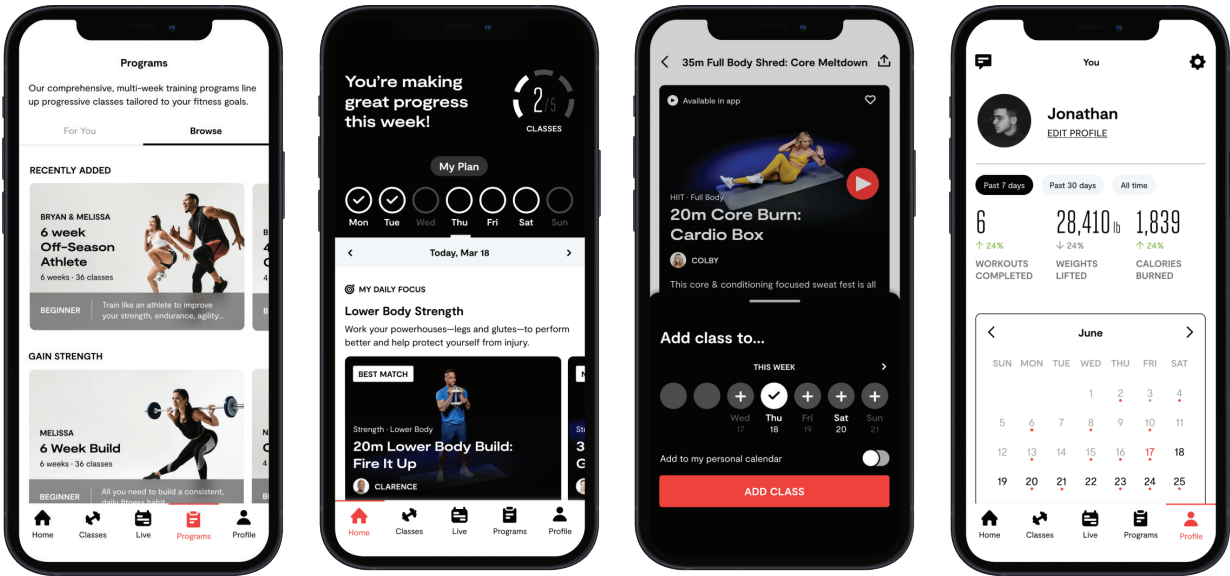 Programs
Our comprehensive, multi-week training programs line
up progressive classes tailored to your fitness goals.
For You
Browse
RECENTLY ADDED
BRYAN & MELISSA
6 week
Off-Season
Athlete
6 weeks · 36 classes
BEGINNER
Train like an athlete to improve
your strength, endurance, agility...
B
4
C
4
B
GAIN STRENGTH
MELISSA
6 Week Build
6 weeks · 36 classes
BEGINNER
All you need to build a consistent,
daily fitness habit
N
C
4
BE
Home
Classes
Live
Programs
Profile
You're making
great progress
this week!
2/5
CLASSES
My Plan
Mon Tue Wed Thu Fri Sat Sun
Today, Mar 18
MY DAILY FOCUS
Lower Body Strength
Work your powerhouses—legs and glutes—to perform
better and help protect yourself from injury.
BEST MATCH
Strength · Lower Body
20m Lower Body Build:
Fire It Up
CLARENCE
N
Str
3
G
Home
Classes
Live
Programs
Profile
35m Full Body Shred: Core Meltdown
Available in app
HIIT · Full Body
20m Core Burn:
Cardio Box
COLBY
This core & conditioning focused sweat fest is all
Add class to...
THIS WEEK
Wed Thu Fri Sat Sun
17 18 19 20 21
Add to my personal calendar
ADD CLASS
You
Jonathan
EDIT PROFILE
Past 7 days
Past 30 days
All time
6 28,410 lb 1,839
↑ 24% ↓ 24% ↑ 24%
WORKOUTS
COMPLETED
WEIGHTS
LIFTED
CALORIES
BURNED
June
SUN MON TUE WED THU FRI SAT
1 2 3 4
5 6 7 8 9 10 11
12 13 14 15 16 17 18
19 20 21 22 23 24 25
Home
Classes
Live
Programs
Profile